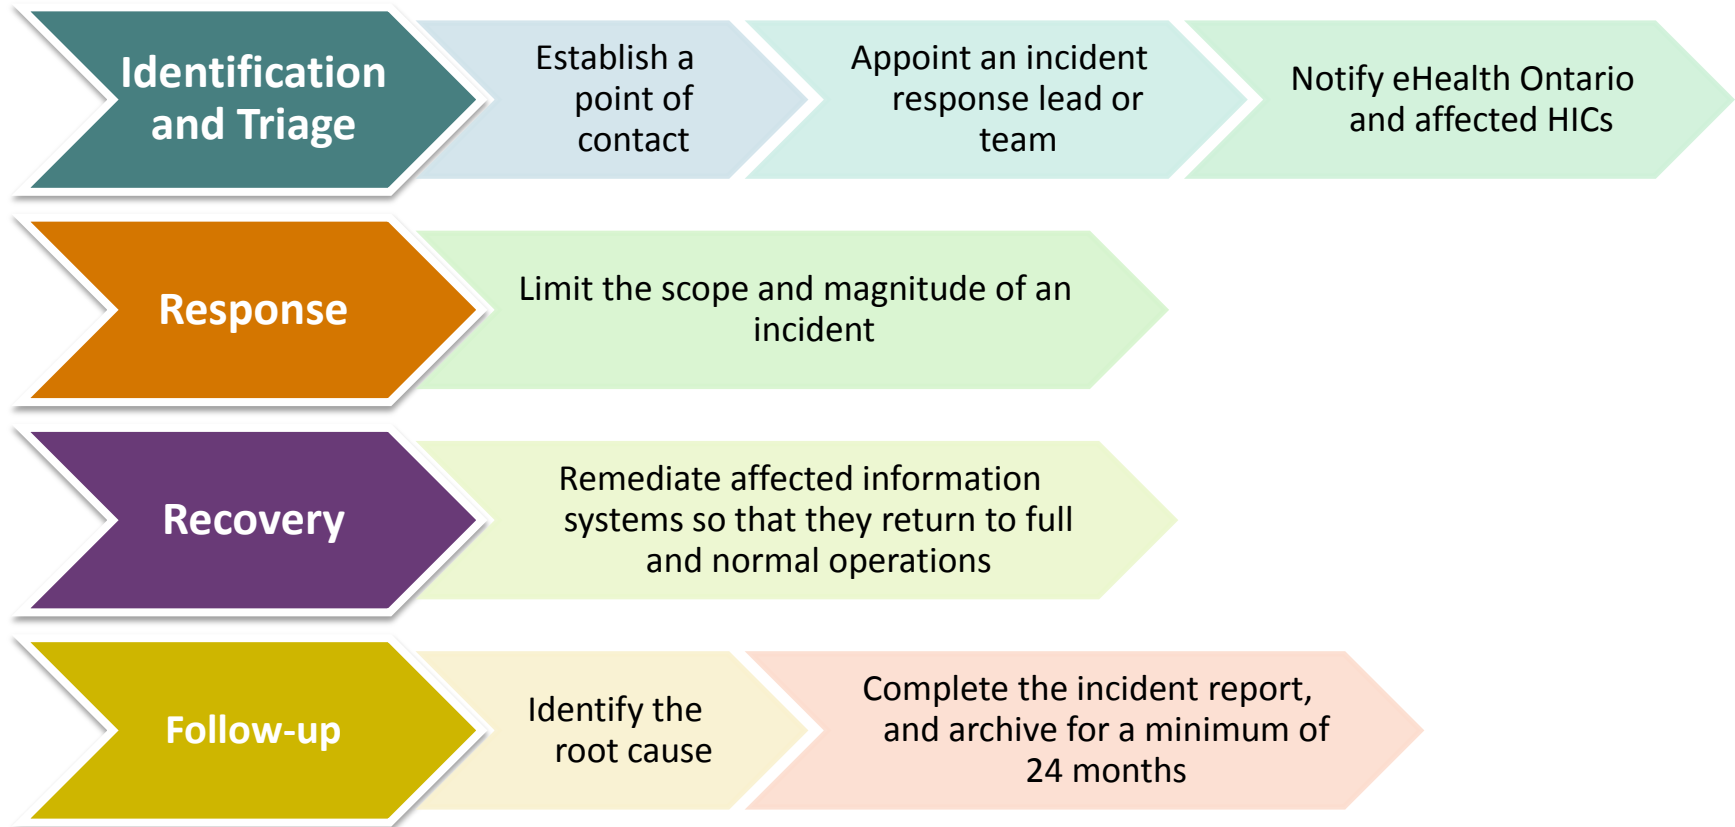 Identification
and Triage
Establish a
point of
contact
Appoint an incident
response lead or
team
Notify eHealth Ontario
and affected HICs
Response
Limit the scope and magnitude of an
incident
Recovery
Remediate affected information
systems so that they return to full
and normal operations
Follow-up
Identify the
root cause
Complete the incident report,
and archive for a minimum of
24 months